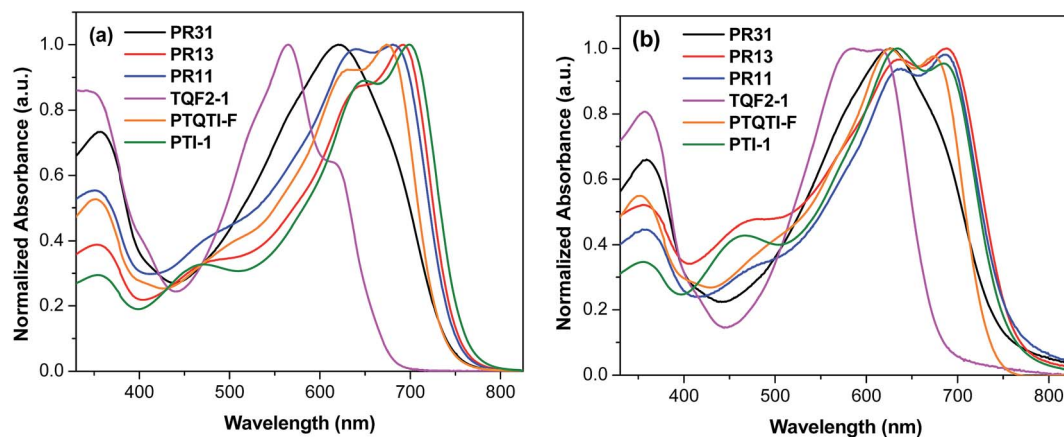 (a)
PR31
PR13
PR11
TQF2-1
PTQTI-F
PTI-1
Normalized Absorbance (a.u.)
1.0
0.8
0.6
0.4
0.2
0.0
400 500 600 700 800
Wavelength (nm)
(b)
PR31
PR13
PR11
TQF2-1
PTQTI-F
PTI-1
Normalized Absorbance (a.u.)
1.0
0.8
0.6
0.4
0.2
0.0
400 500 600 700 800
Wavelength (nm)